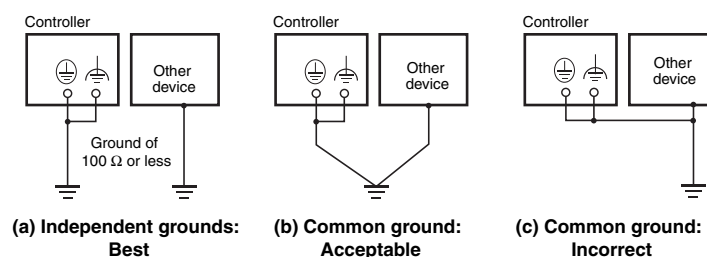 Controller
Other
device
Ground of
100 Ω or less
(a) Independent grounds:
Best
Controller
Other
device
(b) Common ground:
Acceptable
Controller
Other
device
(c) Common ground:
Incorrect